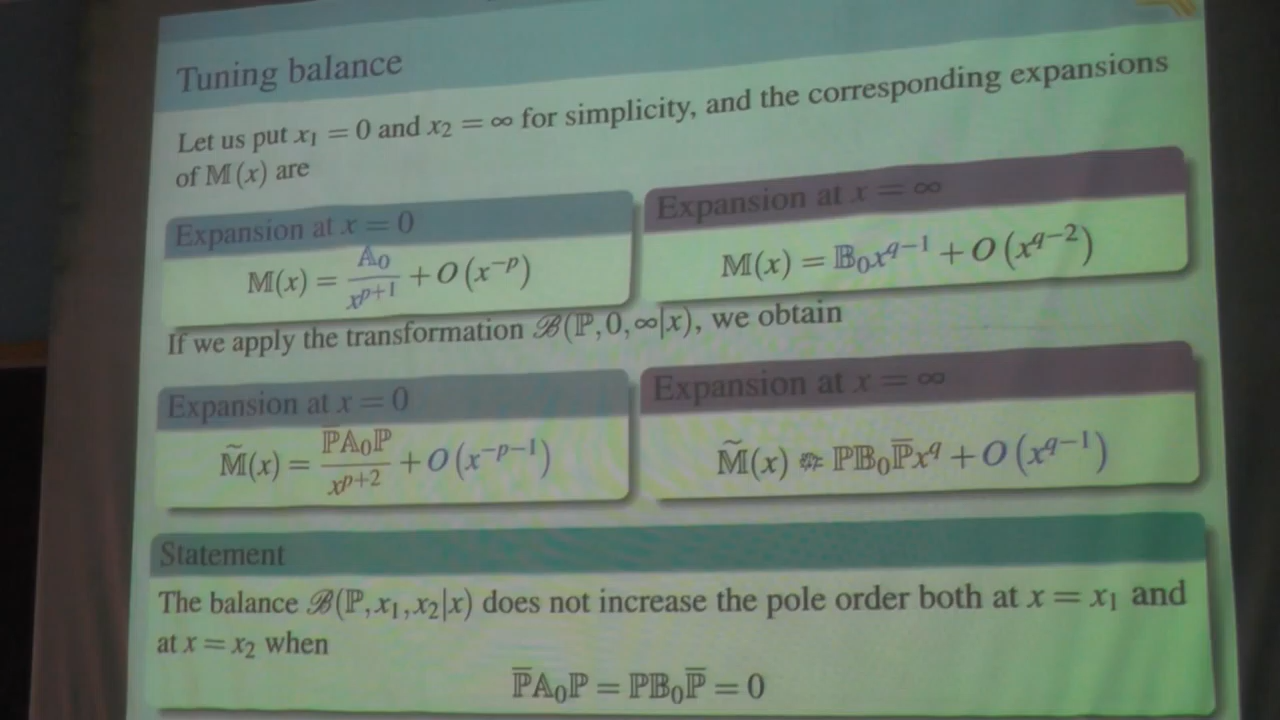 Tuning balance
Let us put x₁ = 0 and x₂ = ∞ for simplicity, and the corresponding expansions
of 𝕄(x) are
Expansion at x = 0
𝕄(x) = 𝔸₀/x^{p+1} + O(x^{−p})
Expansion at x = ∞
𝕄(x) = 𝔹₀x^{q−1} + O(x^{q−2})
If we apply the transformation ℬ(ℙ,0,∞|x), we obtain
Expansion at x = 0
M̃(x) = ℙ̅𝔸₀ℙ/x^{p+2} + O(x^{−p−1})
Expansion at x = ∞
M̃(x) ℙ𝔹₀ℙ̅x^q + O(x^{q−1})
Statement
The balance ℬ(ℙ,x₁,x₂|x) does not increase the pole order both at x = x₁ and
at x = x₂ when
ℙ̅𝔸₀ℙ = ℙ𝔹₀ℙ̅ = 0